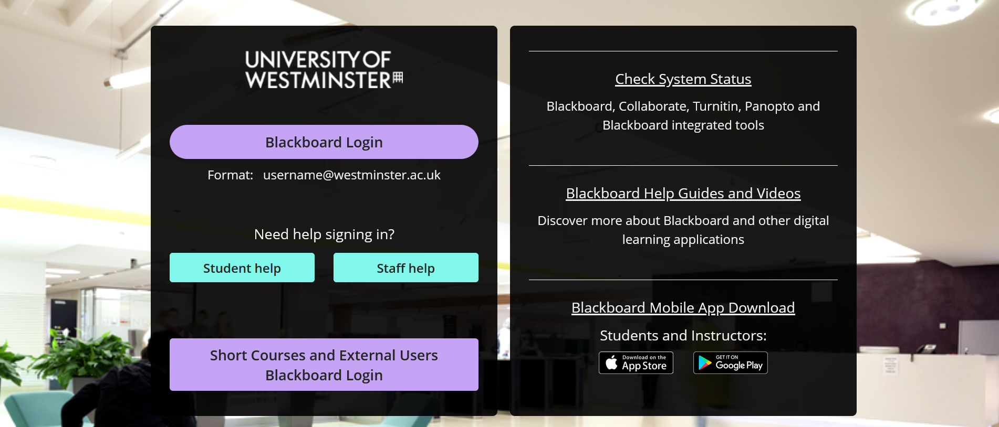 UNIVERSITY OF
WESTMINSTER
Blackboard Login
Format: username@westminster.ac.uk
Need help signing in?
Student help
Staff help
Short Courses and External Users
Blackboard Login
Check System Status
Blackboard, Collaborate, Turnitin, Panopto and
Blackboard integrated tools
Blackboard Help Guides and Videos
Discover more about Blackboard and other digital
learning applications
Blackboard Mobile App Download
Students and Instructors:
Download on the
App Store
GET IT ON
Google Play
STUDENTS